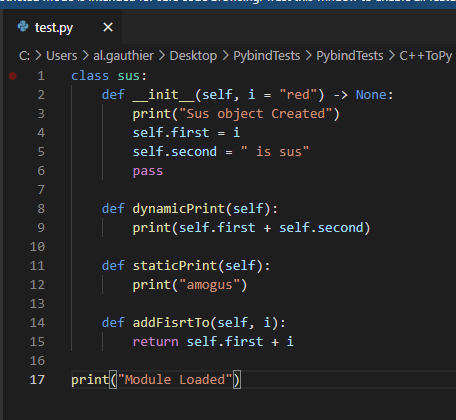 test.py
C: > Users > al.gauthier > Desktop > PybindTests > PybindTests > C++ToPy
1 class sus:
2     def __init__(self, i = "red") -> None:
3         print("Sus object Created")
4         self.first = i
5         self.second = " is sus"
6         pass
7
8     def dynamicPrint(self):
9         print(self.first + self.second)
10
11     def staticPrint(self):
12         print("amogus")
13
14     def addFisrtTo(self, i):
15         return self.first + i
16
17 print("Module Loaded")